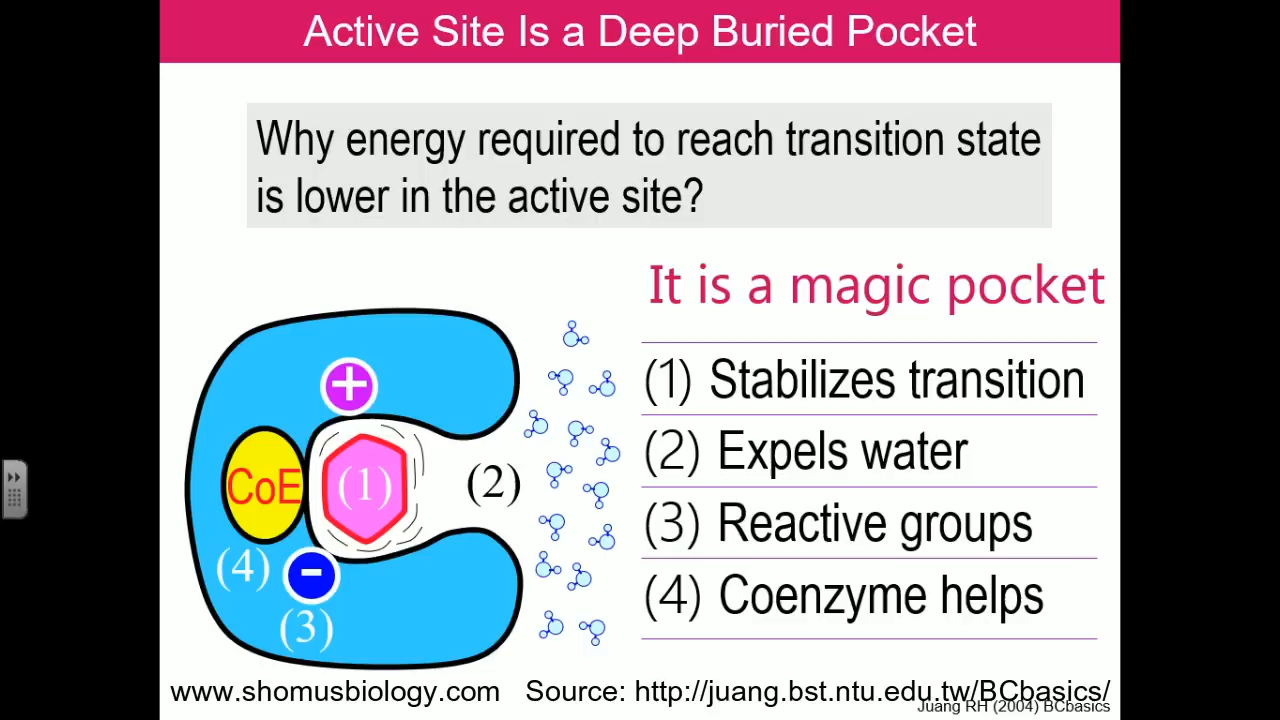 Active Site Is a Deep Buried Pocket
Why energy required to reach transition state
is lower in the active site?
It is a magic pocket
(1) Stabilizes transition
(2) Expels water
(3) Reactive groups
(4) Coenzyme helps
+
CoE
(1)
(2)
(4)
-
(3)
www.shomusbiology.com Source: http://juang.bst.ntu.edu.tw/BCbasics/
Juang RH (2004) BCbasics